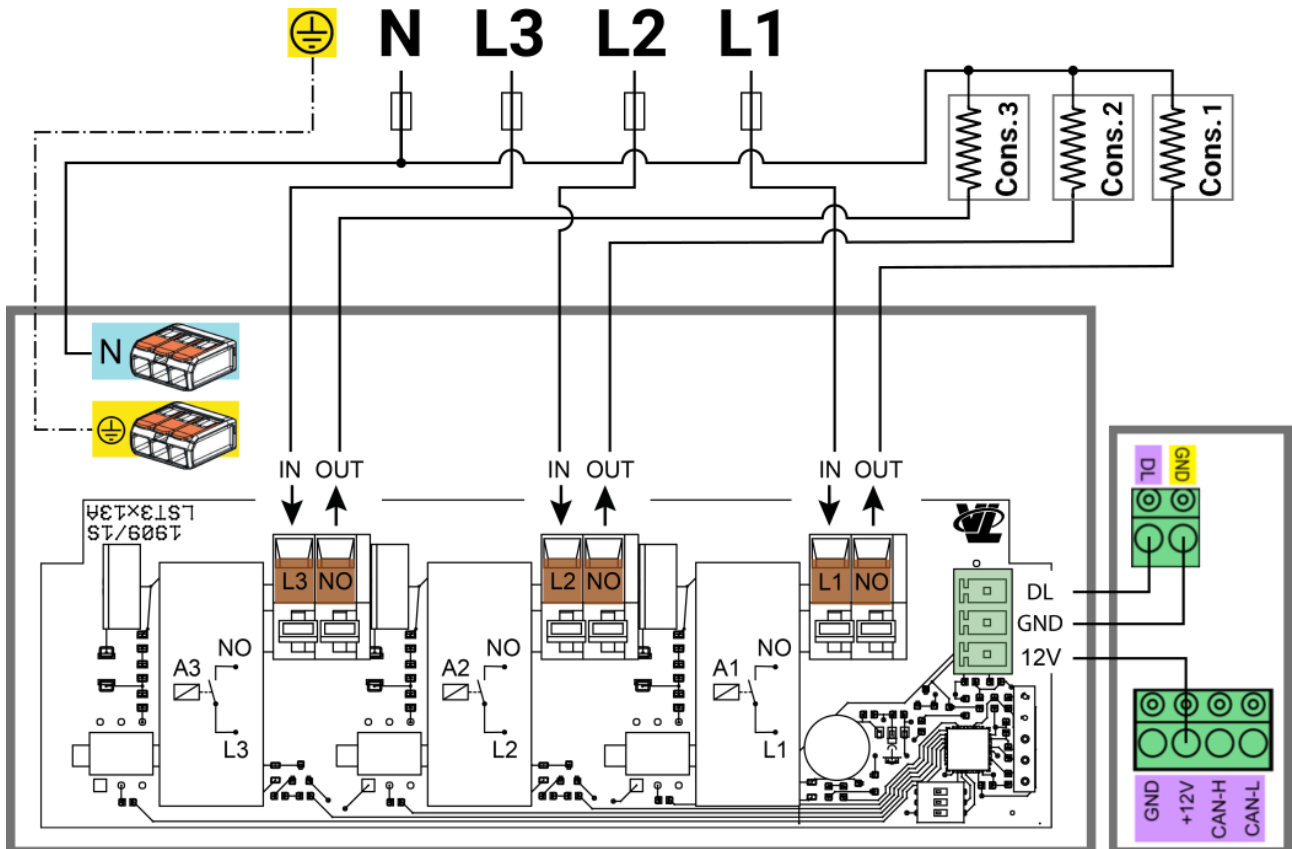 N L3 L2 L1
Cons. 3
Cons. 2
Cons. 1
N
IN OUT
IN OUT
IN OUT
1909/1S
LST3x13A
L3 NO
L2 NO
L1 NO
TA
DL
GND
DL
GND
12V
NO
A3
L3
NO
A2
L2
NO
A1
L1
GND
+12V
CAN-H
CAN-L